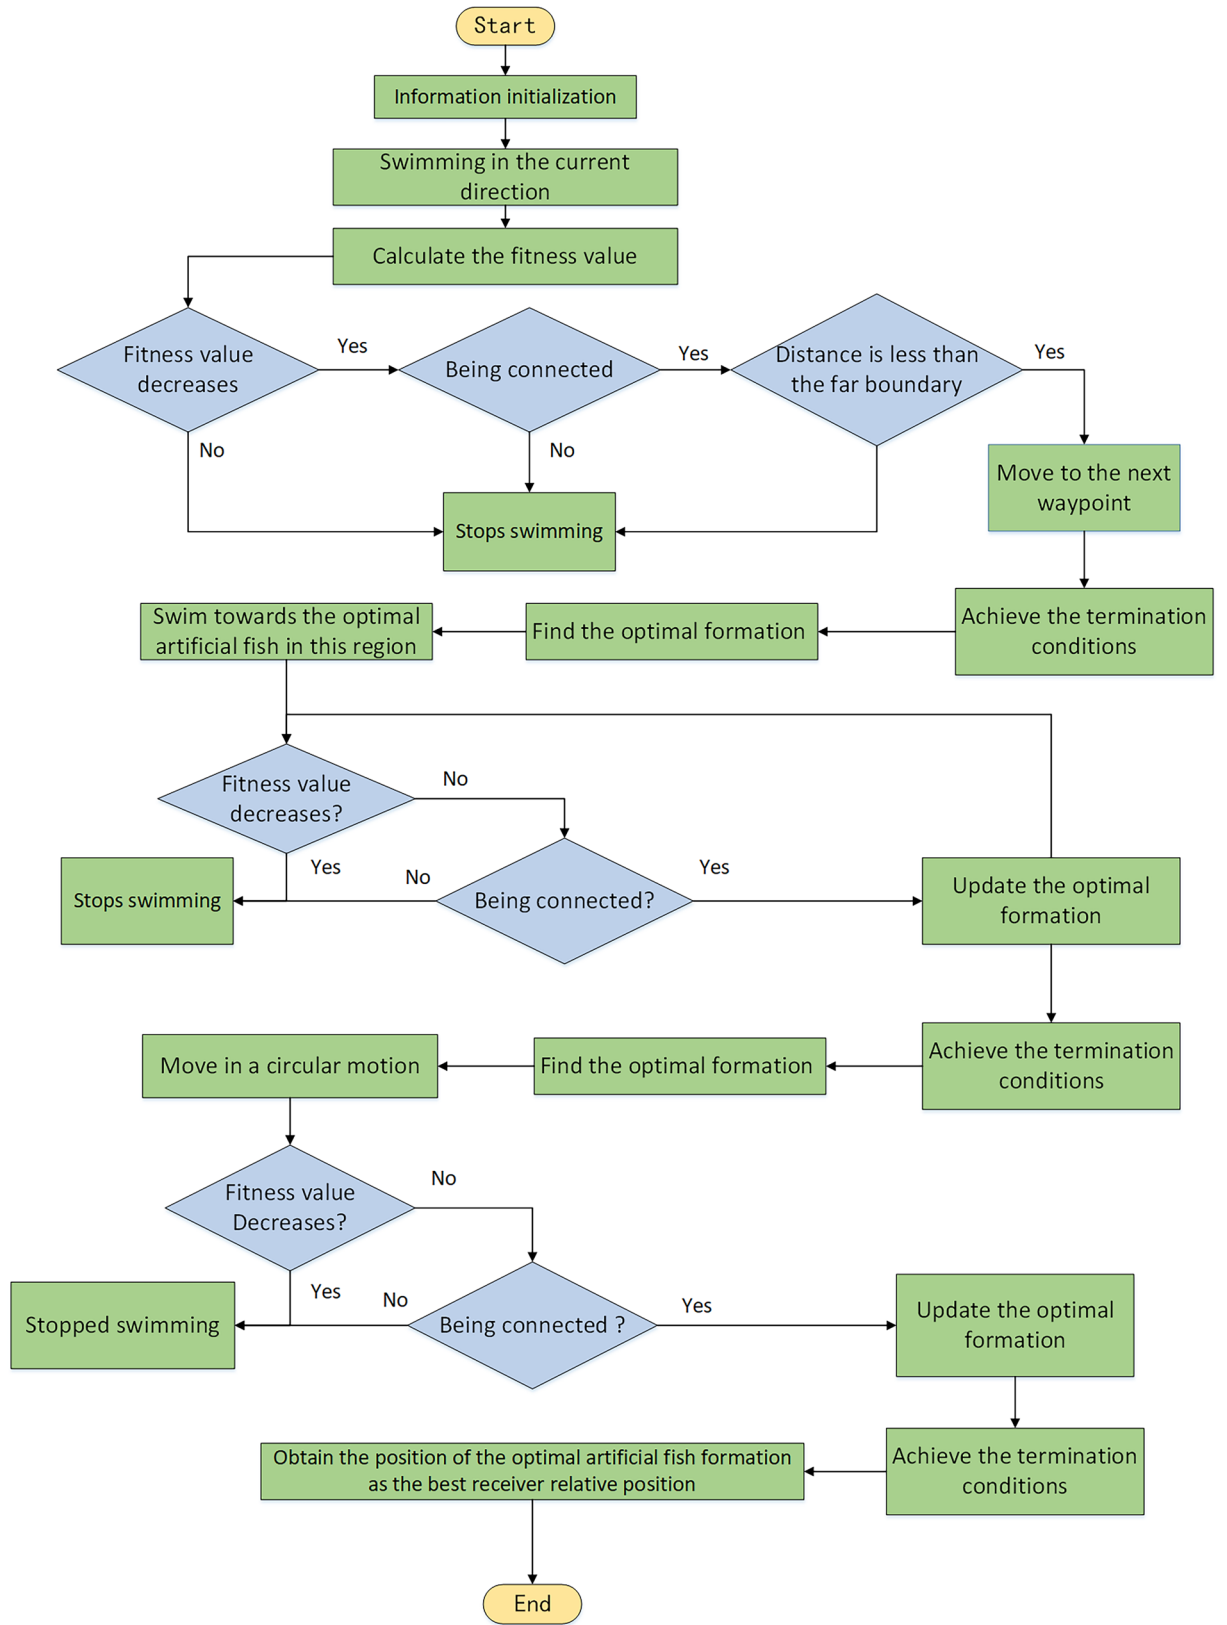 Start
Information initialization
Swimming in the current
direction
Calculate the fitness value
Fitness value
decreases
Yes
Being connected
Yes
Distance is less than
the far boundary
Yes
No
No
Stops swimming
Move to the next
waypoint
Swim towards the optimal
artificial fish in this region
Find the optimal formation
Achieve the termination
conditions
Fitness value
decreases?
No
Yes
Stops swimming
No
Being connected?
Yes
Update the optimal
formation
Move in a circular motion
Find the optimal formation
Achieve the termination
conditions
Fitness value
Decreases?
No
Yes
Stopped swimming
No
Being connected ?
Yes
Update the optimal
formation
Obtain the position of the optimal artificial fish formation
as the best receiver relative position
Achieve the termination
conditions
End